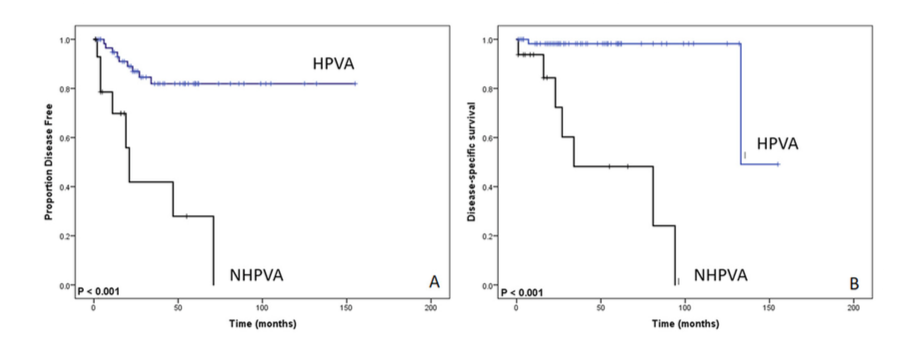 Proportion Disease Free
1.0
0.8
0.6
0.4
0.2
0.0
HPVA
NHPVA
A
P < 0.001
0 50 100 150 200
Time (months)
Disease-specific survival
1.0
0.8
0.6
0.4
0.2
0.0
HPVA
NHPVA
B
P < 0.001
0 50 100 150 200
Time (months)